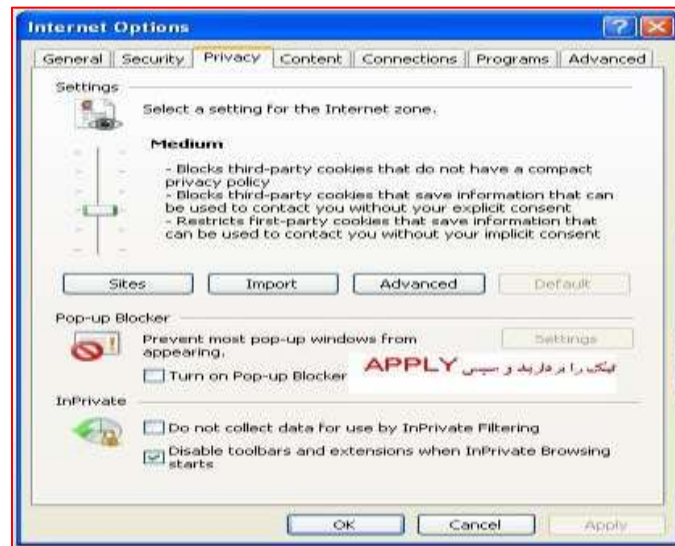 Internet Options
General Security Privacy Content Connections Programs Advanced
Settings
Select a setting for the Internet zone.
Medium
- Blocks third-party cookies that do not have a compact
privacy policy
- Blocks third-party cookies that save information that can
be used to contact you without your explicit consent
- Restricts first-party cookies that save information that
can be used to contact you without your implicit consent
Sites Import Advanced Default
Pop-up Blocker
Prevent most pop-up windows from
appearing.
Settings
Turn on Pop-up Blocker
تیک را بردارید و سپس APPLY
InPrivate
Do not collect data for use by InPrivate Filtering
Disable toolbars and extensions when InPrivate Browsing
starts
OK Cancel Apply